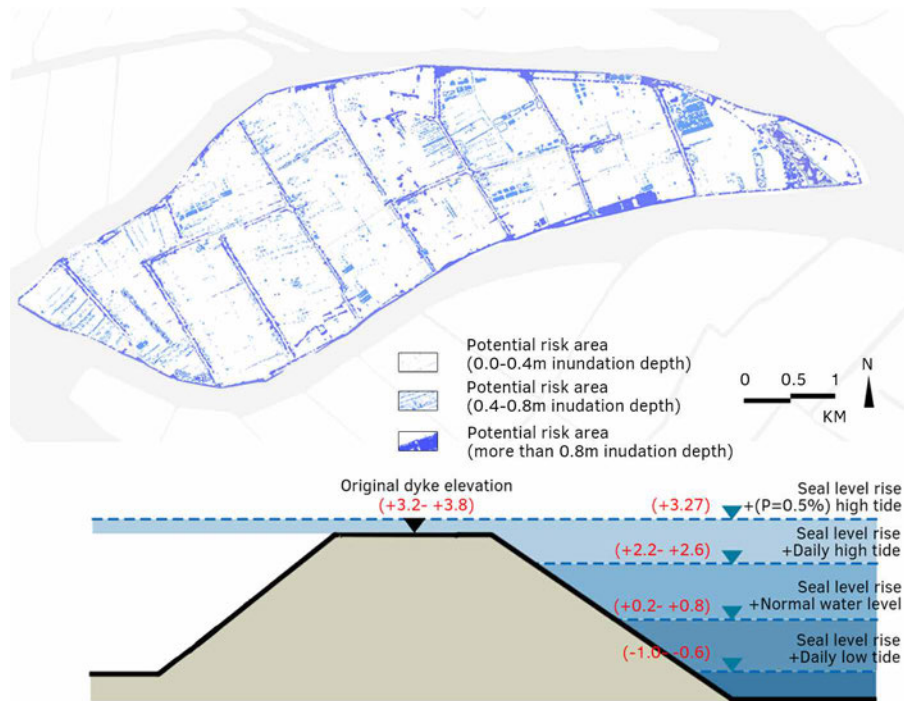 Potential risk area
(0.0-0.4m inundation depth)
Potential risk area
(0.4-0.8m inudation depth)
Potential risk area
(more than 0.8m inudation depth)
0 0.5 1
KM
N
Original dyke elevation
(+3.2- +3.8)
(+3.27)
Seal level rise
+(P=0.5%) high tide
(+2.2- +2.6)
Seal level rise
+Daily high tide
(+0.2- +0.8)
Seal level rise
+Normal water level
(-1.0- -0.6)
Seal level rise
+Daily low tide